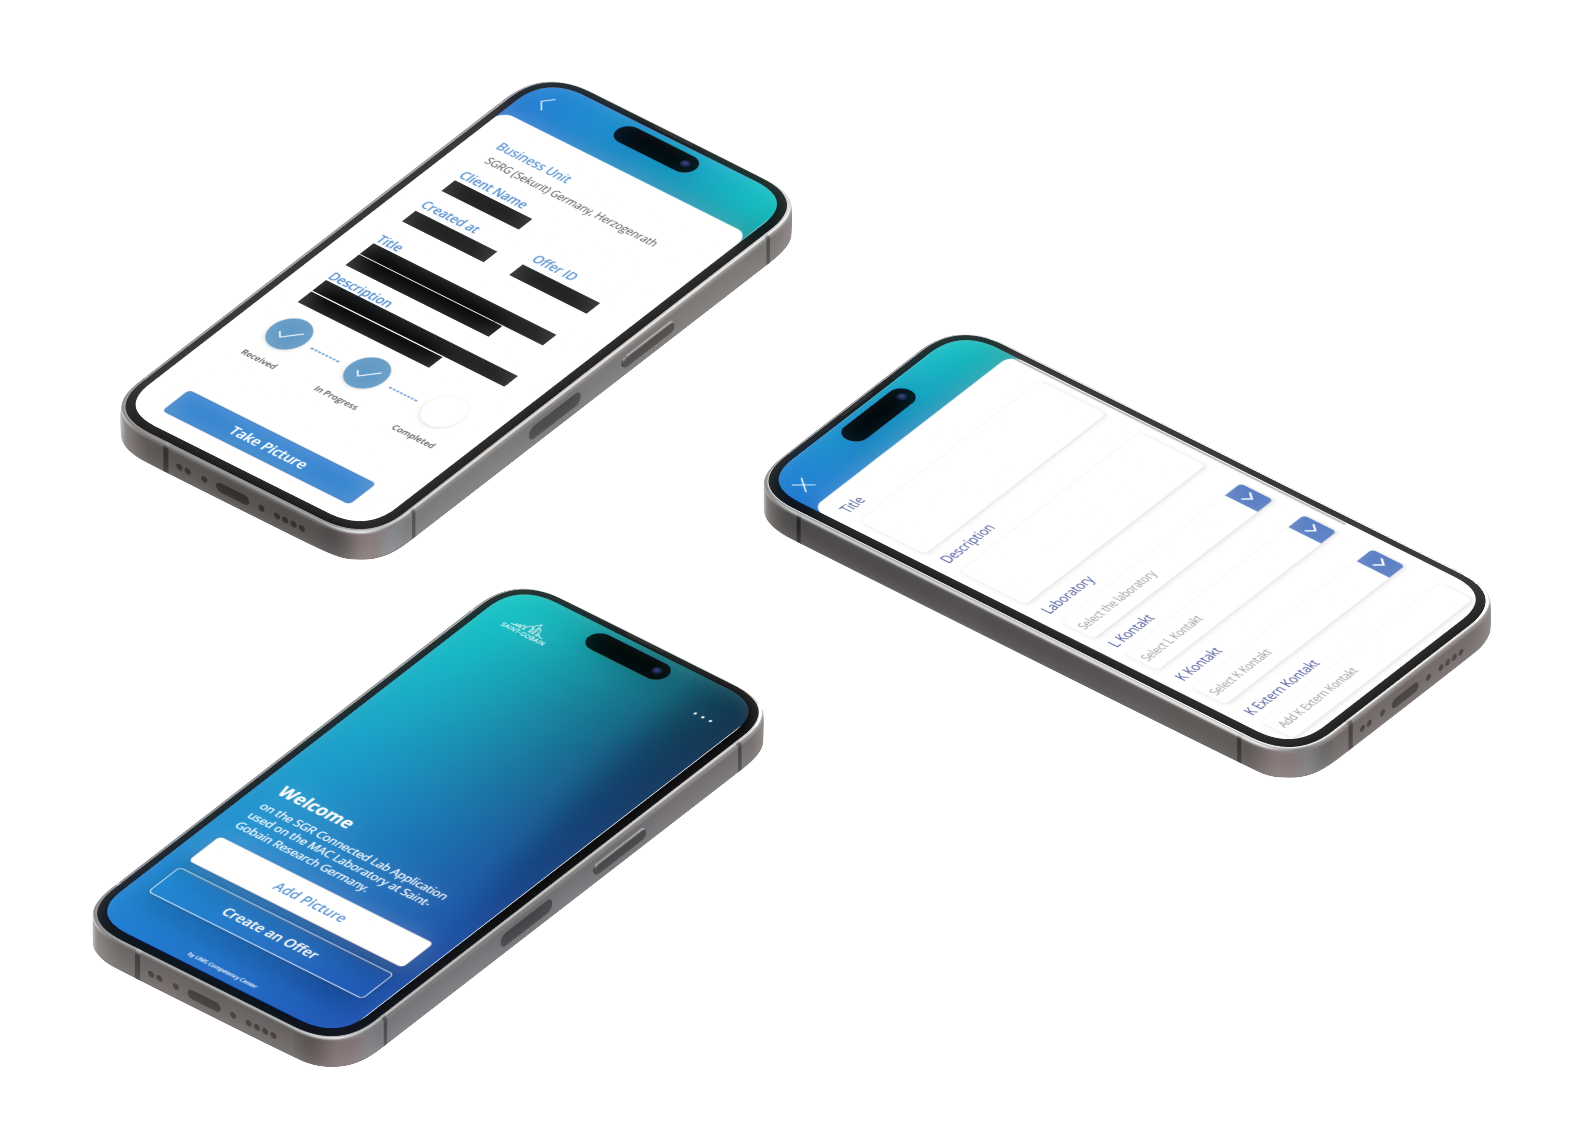 Business Unit
SGRG (Sekurit) Germany, Herzogenrath
Client Name
Created at
Offer ID
Title
Description
Received
In Progress
Completed
Take Picture
Title
Description
Laboratory
Select the laboratory
L Kontakt
Select L Kontakt
K Kontakt
Select K Kontakt
K Extern Kontakt
Add K Extern Kontakt
SAINT-GOBAIN
Welcome
on the SGR Connected Lab Application
used on the MAC Laboratory at Saint-
Gobain Research Germany.
Add Picture
Create an Offer
by LIMS Competency Center